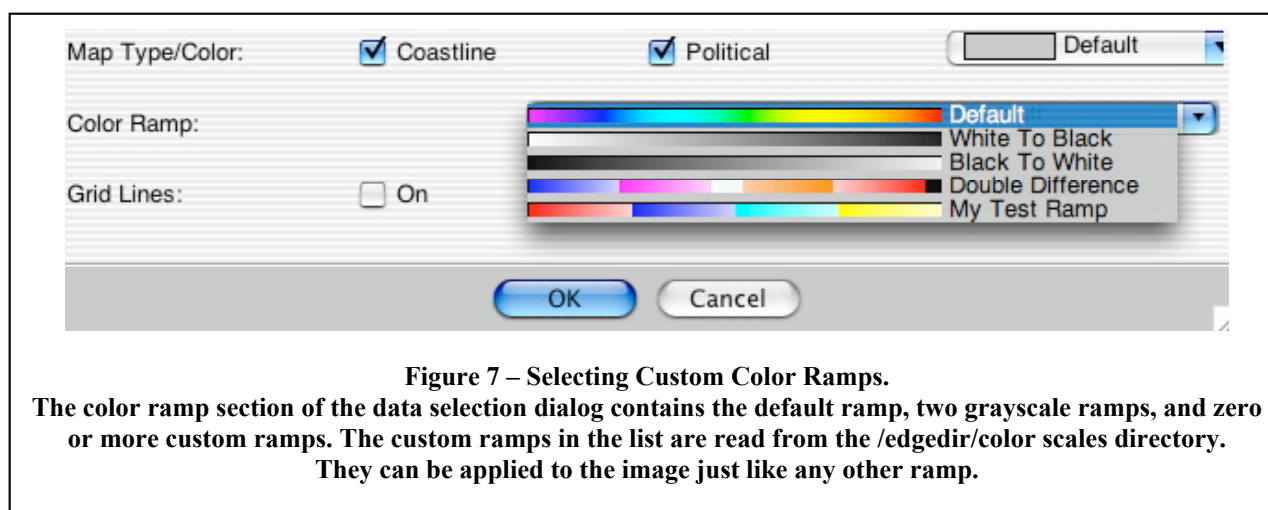 Map Type/Color: Coastline Political Default
Color Ramp: Default
White To Black
Black To White
Double Difference
Grid Lines: On My Test Ramp
OK Cancel
Figure 7 – Selecting Custom Color Ramps.
The color ramp section of the data selection dialog contains the default ramp, two grayscale ramps, and zero
or more custom ramps. The custom ramps in the list are read from the /edgedir/color scales directory.
They can be applied to the image just like any other ramp.